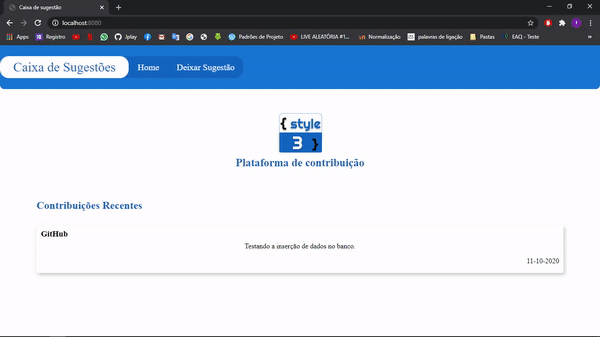 Caixa de sugestão
localhost:8080
Apps
Registro
Jplay
Padrões de Projeto
LIVE ALEATÓRIA #1...
Normalização
palavras de ligação
Pastas
EAQ - Teste
Caixa de Sugestões
Home
Deixar Sugestão
{ style
3 }
Plataforma de contribuição
Contribuições Recentes
GitHub
Testando a inserção de dados no banco.
11-10-2020